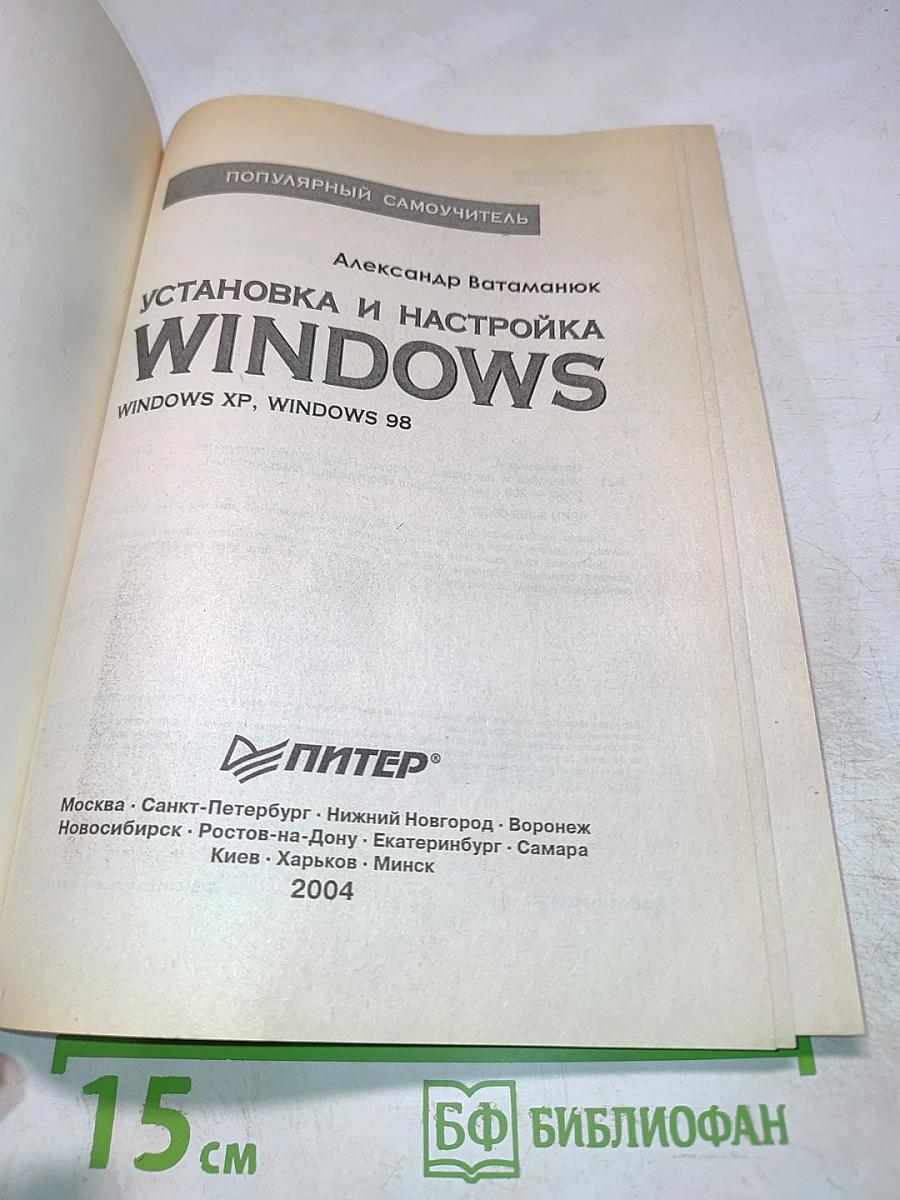 ПОПУЛЯРНЫЙ САМОУЧИТЕЛЬ
Александр Ватаманюк
УСТАНОВКА И НАСТРОЙКА
WINDOWS
WINDOWS XP, WINDOWS 98
ПИТЕР®
Москва · Санкт-Петербург · Нижний Новгород · Воронеж
Новосибирск · Ростов-на-Дону · Екатеринбург · Самара
Киев · Харьков · Минск
2004
15 см
БФ БИБЛИОФАН